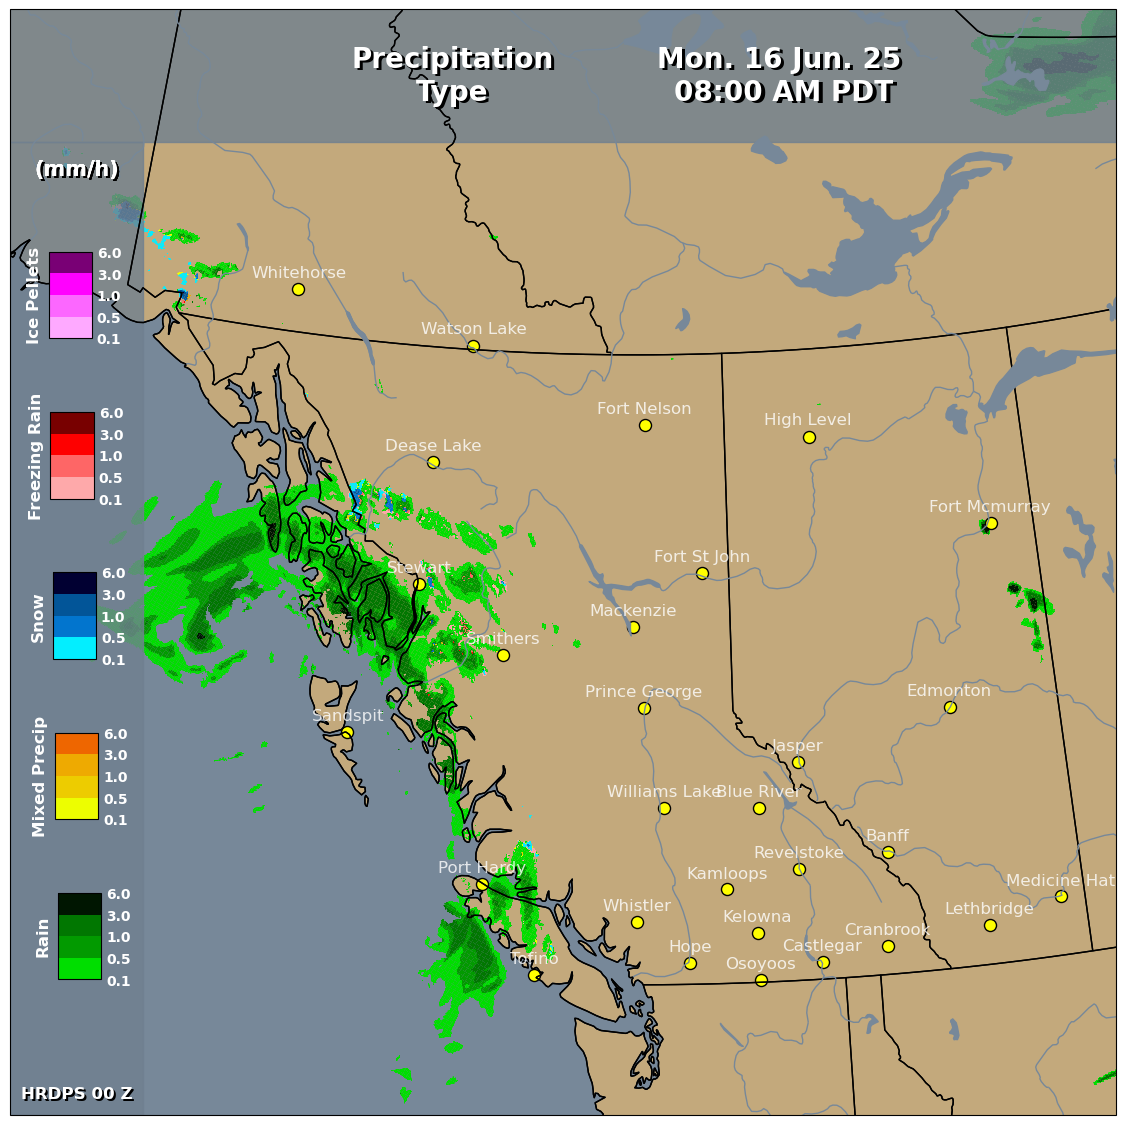 Precipitation
Type
Mon. 16 Jun. 25
08:00 AM PDT
(mm/h)
Ice Pellets
6.0
3.0
1.0
0.5
0.1
Freezing Rain
6.0
3.0
1.0
0.5
0.1
Snow
6.0
3.0
1.0
0.5
0.1
Mixed Precip
6.0
3.0
1.0
0.5
0.1
Rain
6.0
3.0
1.0
0.5
0.1
HRDPS 00 Z
Whitehorse
Watson Lake
Fort Nelson
High Level
Dease Lake
Fort Mcmurray
Fort St John
Stewart
Mackenzie
Smithers
Prince George
Edmonton
Sandspit
Jasper
Williams Lake
Blue River
Banff
Revelstoke
Port Hardy
Kamloops
Medicine Hat
Whistler
Kelowna
Lethbridge
Cranbrook
Hope
Castlegar
Tofino
Osoyoos